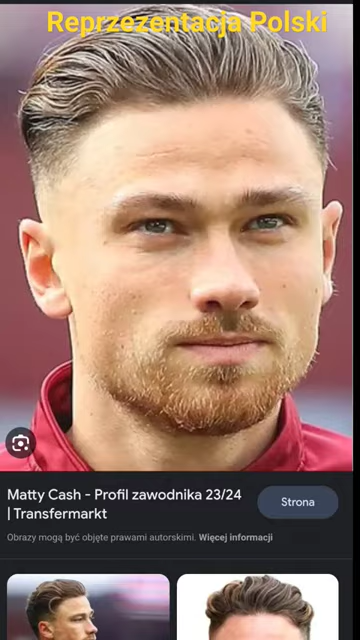 Reprzezentacja Polski
Matty Cash - Profil zawodnika 23/24
| Transfermarkt
Strona
Obrazy mogą być objęte prawami autorskimi. Więcej informacji